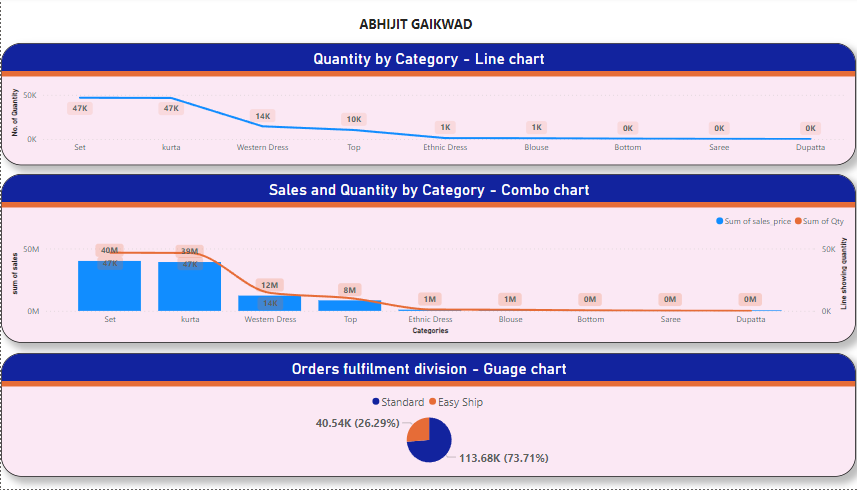 ABHIJIT GAIKWAD
Quantity by Category - Line chart
No. of Quantity
50K
0K
47K
47K
14K
10K
1K
1K
0K
0K
0K
Set
kurta
Western Dress
Top
Ethnic Dress
Blouse
Bottom
Saree
Dupatta
Sales and Quantity by Category - Combo chart
Sum of sales_price
Sum of Qty
sum of sales
50M
0M
40M
47K
39M
47K
12M
14K
8M
1M
1M
0M
0M
0M
50K
0K
Line showing quantity
Set
kurta
Western Dress
Top
Ethnic Dress
Blouse
Bottom
Saree
Dupatta
Categories
Orders fulfilment division - Guage chart
Standard
Easy Ship
40.54K (26.29%)
113.68K (73.71%)